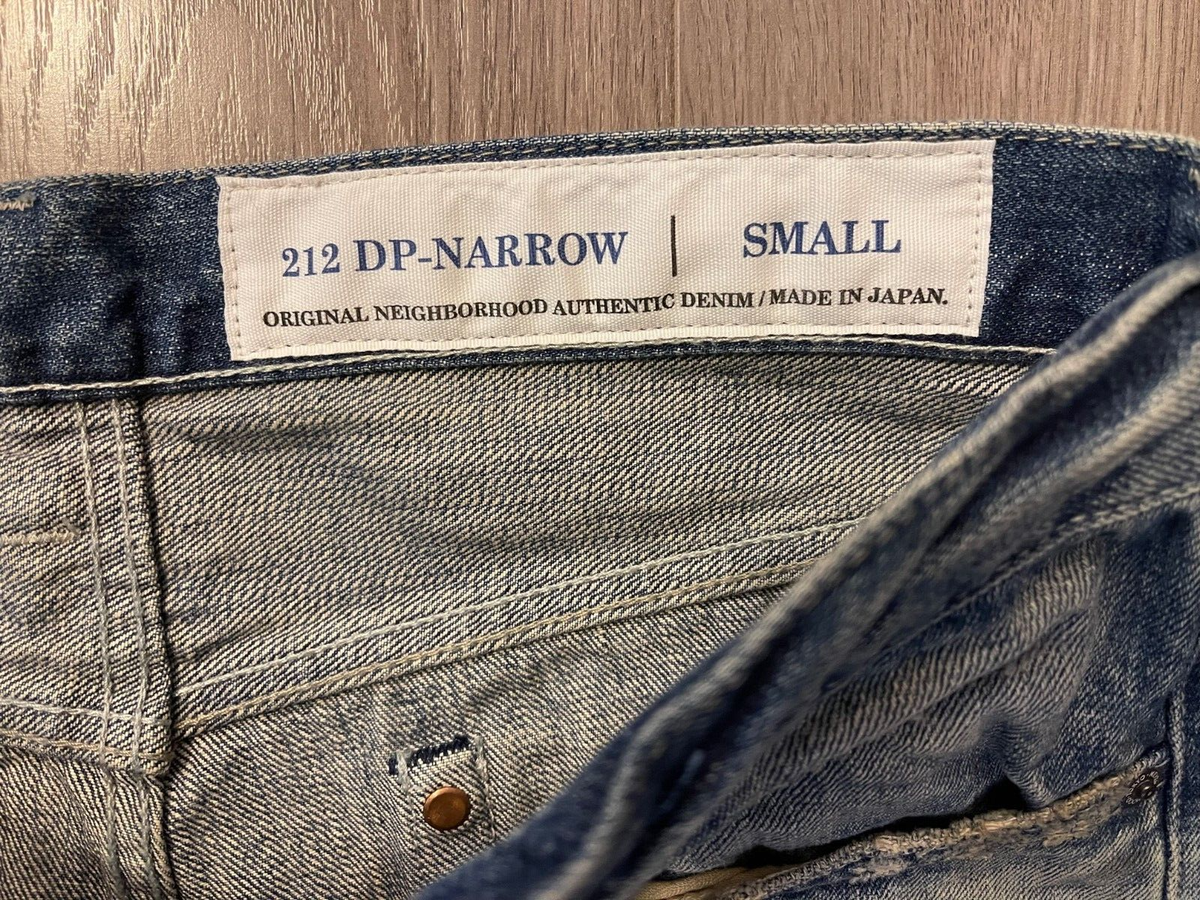 212 DP-NARROW | SMALL
ORIGINAL NEIGHBORHOOD AUTHENTIC DENIM / MADE IN JAPAN.